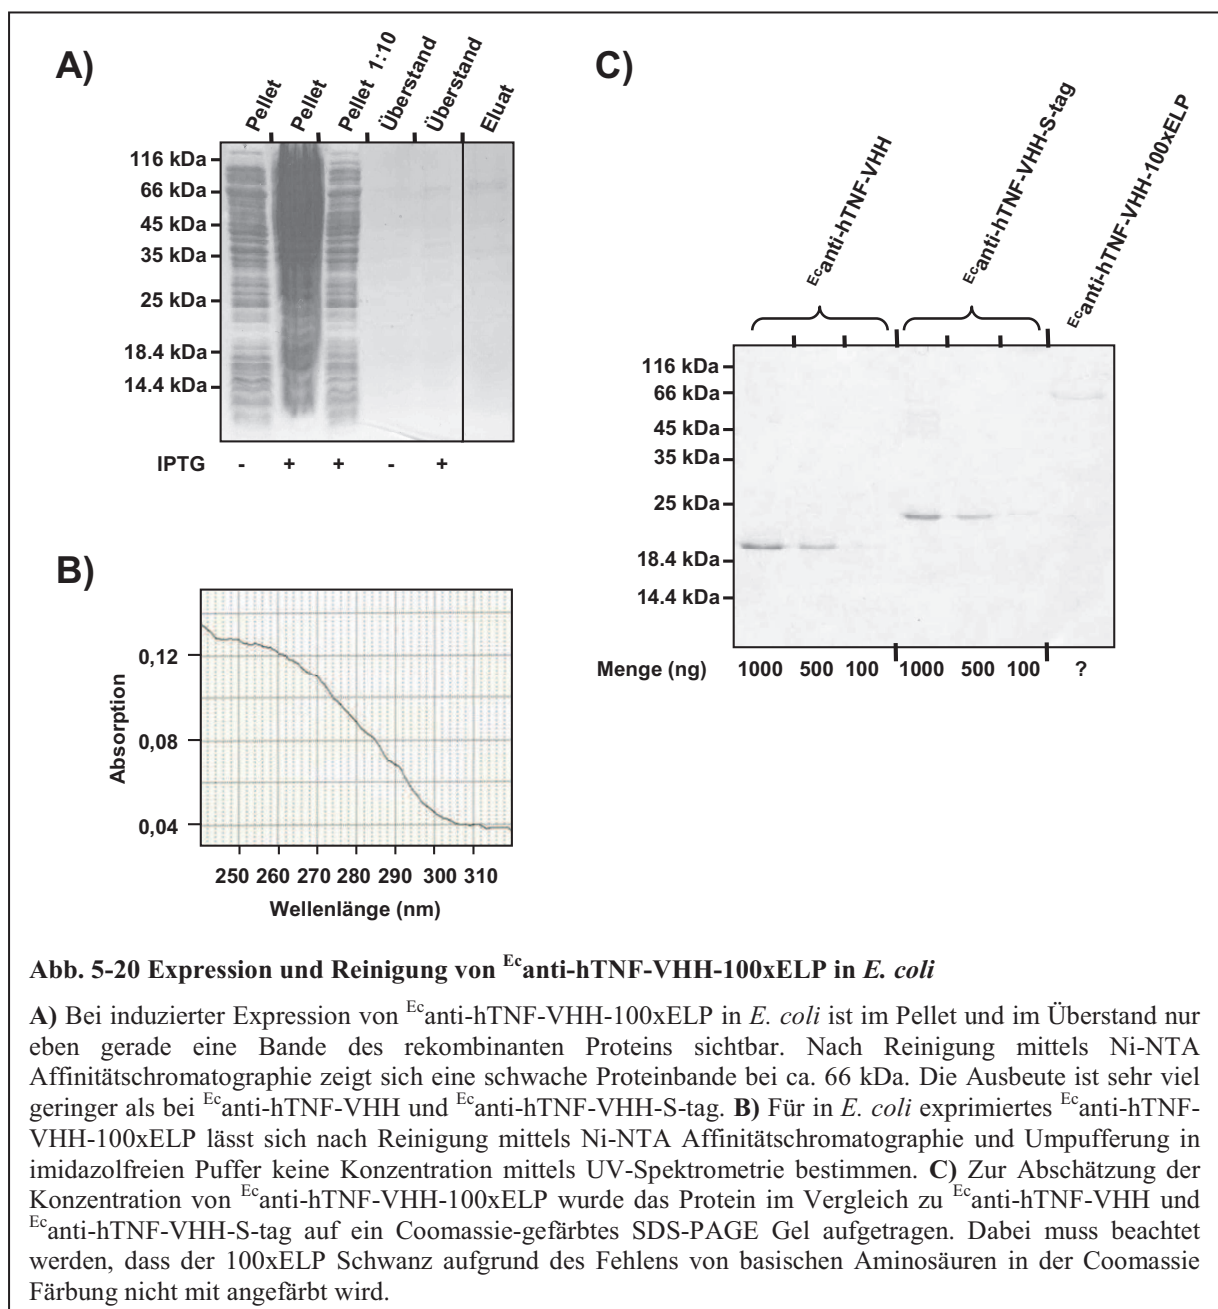 A)
Pellet
Pellet
Pellet 1:10
Überstand
Überstand
Eluat
116 kDa
66 kDa
45 kDa
35 kDa
25 kDa
18.4 kDa
14.4 kDa
IPTG - + + - +
B)
Absorption
0,12
0,08
0,04
250 260 270 280 290 300 310
Wellenlänge (nm)
C)
Ecanti-hTNF-VHH
Ecanti-hTNF-VHH-S-tag
Ecanti-hTNF-VHH-100xELP
116 kDa
66 kDa
45 kDa
35 kDa
25 kDa
18.4 kDa
14.4 kDa
Menge (ng) 1000 500 100 1000 500 100 ?
Abb. 5-20 Expression und Reinigung von Ecanti-hTNF-VHH-100xELP in E. coli
A) Bei induzierter Expression von Ecanti-hTNF-VHH-100xELP in E. coli ist im Pellet und im Überstand nur
eben gerade eine Bande des rekombinanten Proteins sichtbar. Nach Reinigung mittels Ni-NTA
Affinitätschromatographie zeigt sich eine schwache Proteinbande bei ca. 66 kDa. Die Ausbeute ist sehr viel
geringer als bei Ecanti-hTNF-VHH und Ecanti-hTNF-VHH-S-tag. B) Für in E. coli exprimiertes Ecanti-hTNF-
VHH-100xELP lässt sich nach Reinigung mittels Ni-NTA Affinitätschromatographie und Umpufferung in
imidazolfreien Puffer keine Konzentration mittels UV-Spektrometrie bestimmen. C) Zur Abschätzung der
Konzentration von Ecanti-hTNF-VHH-100xELP wurde das Protein im Vergleich zu Ecanti-hTNF-VHH und
Ecanti-hTNF-VHH-S-tag auf ein Coomassie-gefärbtes SDS-PAGE Gel aufgetragen. Dabei muss beachtet
werden, dass der 100xELP Schwanz aufgrund des Fehlens von basischen Aminosäuren in der Coomassie
Färbung nicht mit angefärbt wird.